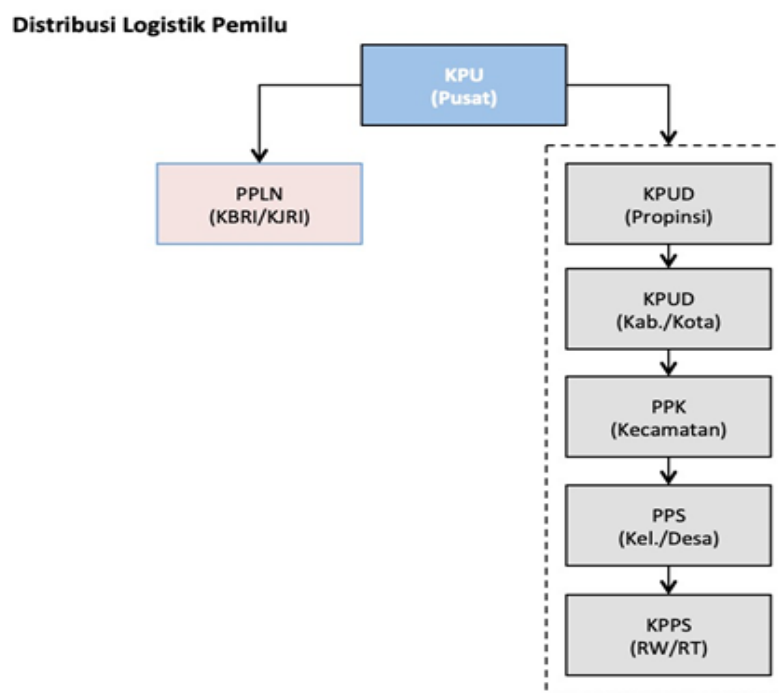 Distribusi Logistik Pemilu
KPU
(Pusat)
PPLN
(KBRI/KJRI)
KPUD
(Propinsi)
KPUD
(Kab./Kota)
PPK
(Kecamatan)
PPS
(Kel./Desa)
KPPS
(RW/RT)